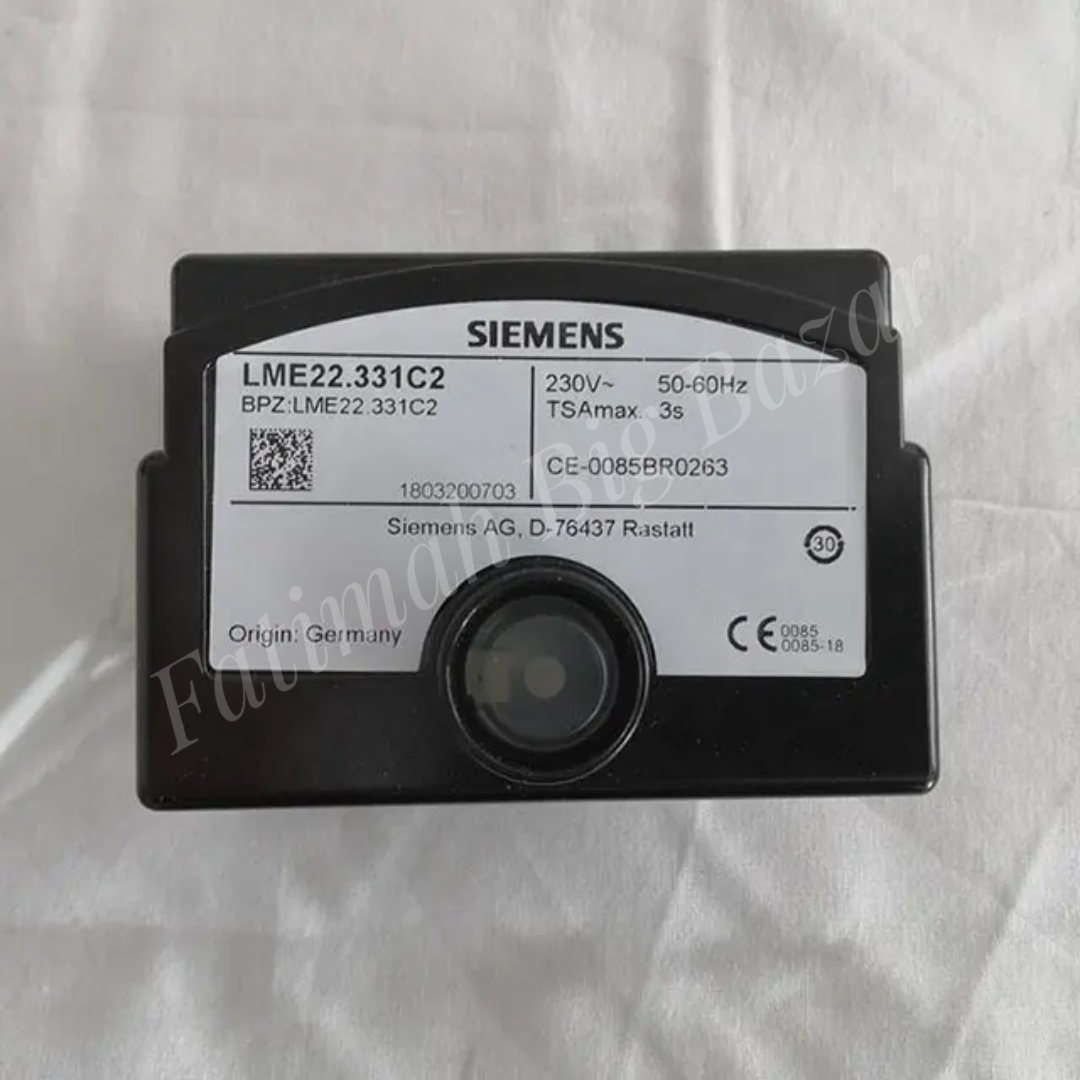 SIEMENS
LME22.331C2
BPZ:LME22.331C2
1803200703
230V~ 50-60Hz
TSAmax. 3s
CE-0085BR0263
Siemens AG, D-76437 Rastatt
30
Origin: Germany
CE 0085
0085-18
Fatimah Big Bazar